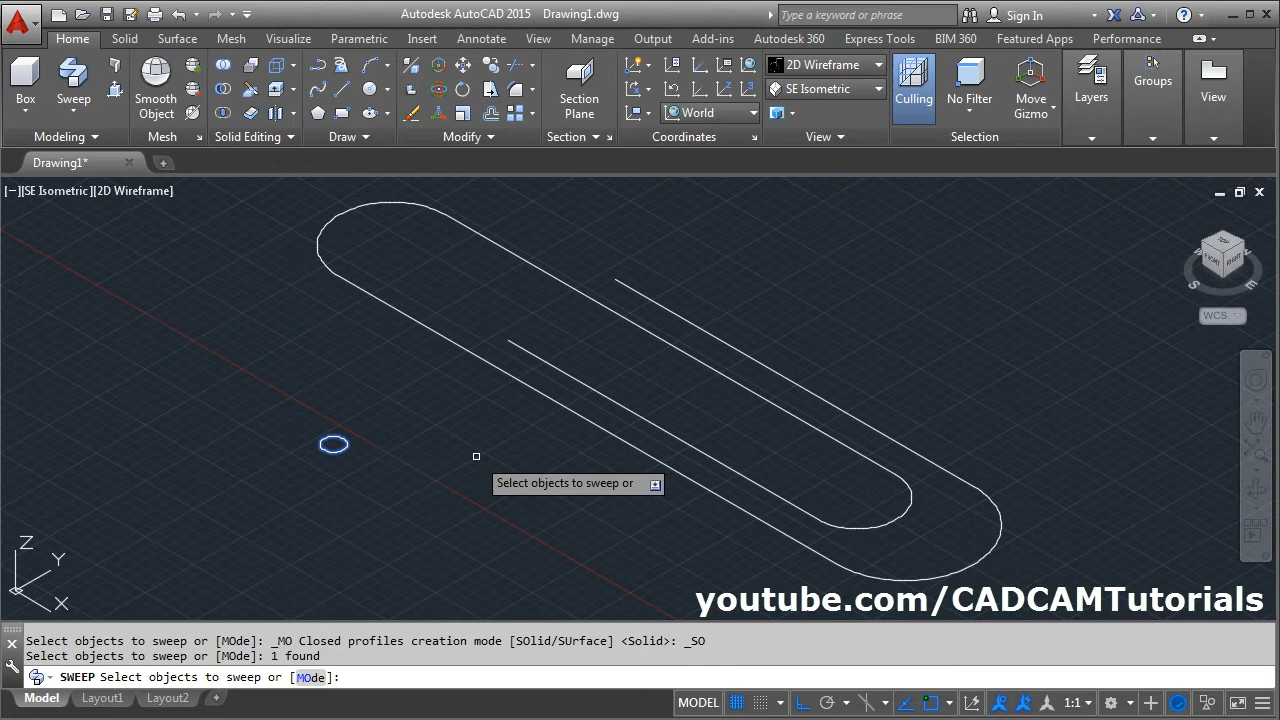 Autodesk AutoCAD 2015 Drawing1.dwg
Type a keyword or phrase
Sign In
Home Solid Surface Mesh Visualize Parametric Insert Annotate View Manage Output Add-ins Autodesk 360 Express Tools BIM 360 Featured Apps Performance
Box
Sweep
Smooth
Object
Section
Plane
2D Wireframe
SE Isometric
World
Culling
No Filter
Move
Gizmo
Layers
Groups
View
Modeling
Mesh
Solid Editing
Draw
Modify
Section
Coordinates
View
Selection
Drawing1*
[−][SE Isometric][2D Wireframe]
TOP
FRONT
RIGHT
S
E
WCS
Select objects to sweep or
Z
Y
X
youtube.com/CADCAMTutorials
Select objects to sweep or [MOde]: _MO Closed profiles creation mode [SOlid/SUrface] <Solid>: _SO
Select objects to sweep or [MOde]: 1 found
SWEEP Select objects to sweep or [MOde]:
Model Layout1 Layout2 +
MODEL
1:1